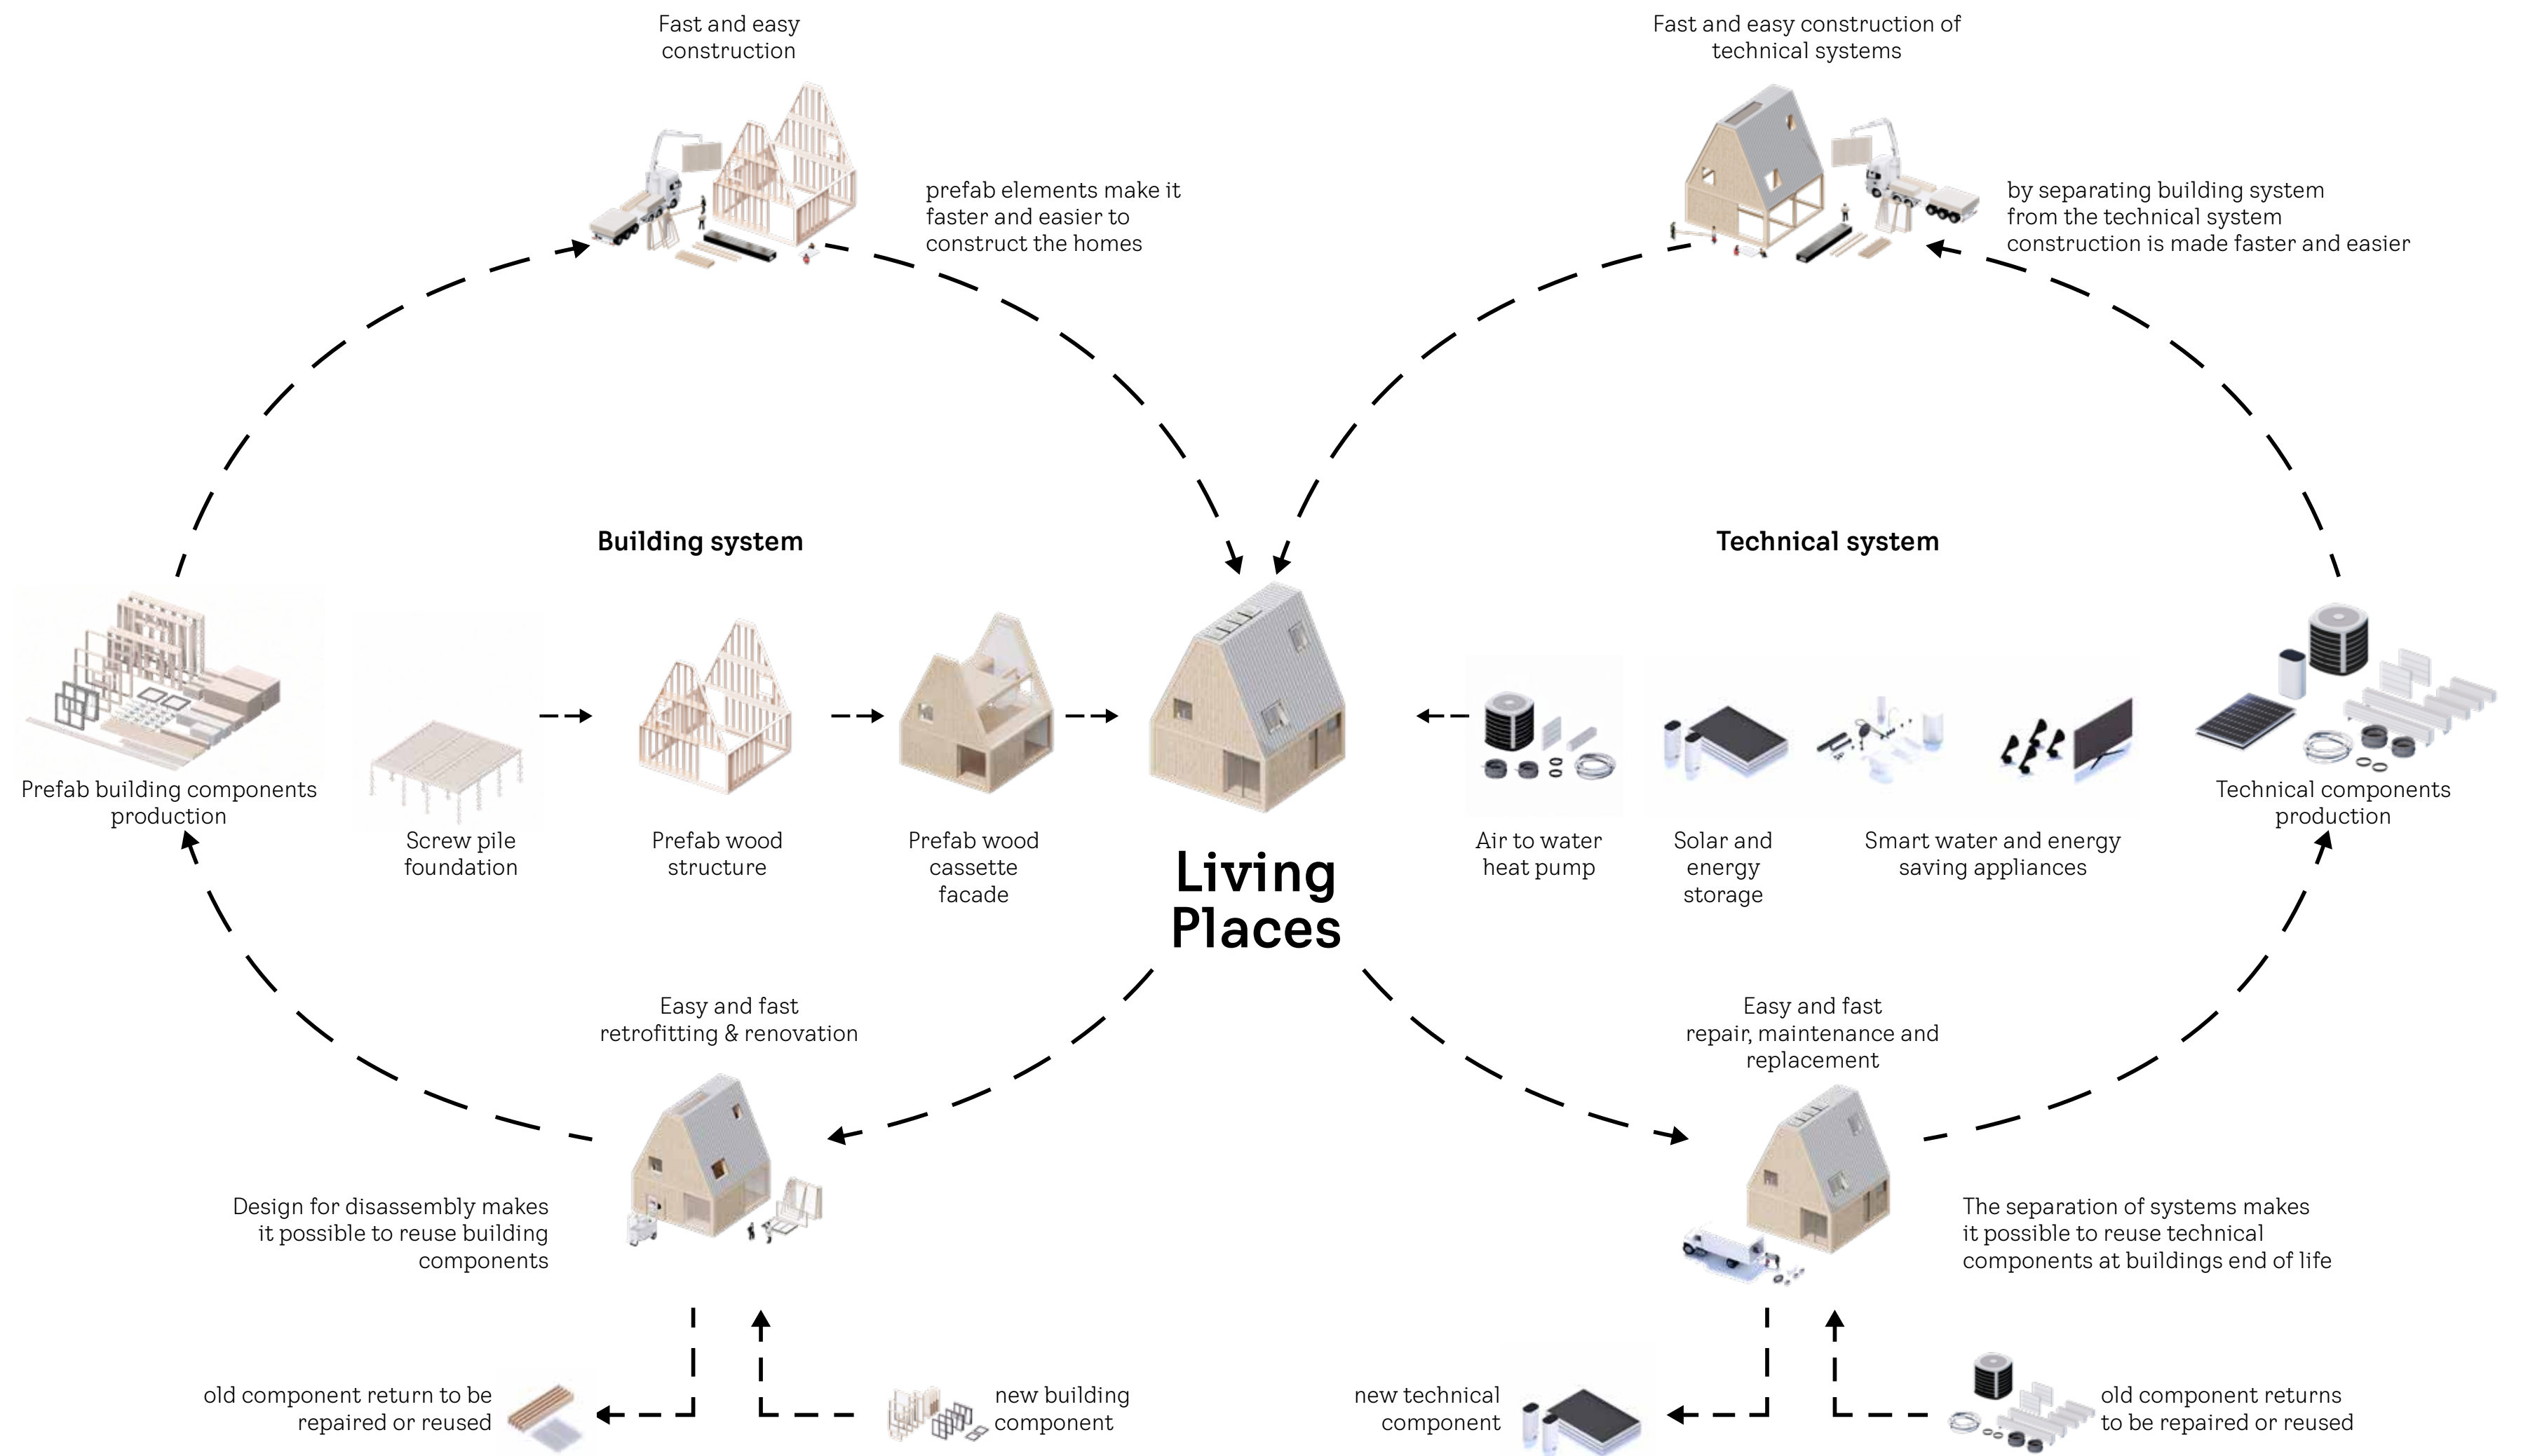 Fast and easy
construction
Fast and easy construction of
technical systems
prefab elements make it
faster and easier to
construct the homes
by separating building system
from the technical system
construction is made faster and easier
Building system
Technical system
Prefab building components
production
Screw pile
foundation
Prefab wood
structure
Prefab wood
cassette
facade
Living
Places
Air to water
heat pump
Solar and
energy
storage
Smart water and energy
saving appliances
Technical components
production
Easy and fast
retrofitting & renovation
Easy and fast
repair, maintenance and
replacement
Design for disassembly makes
it possible to reuse building
components
The separation of systems makes
it possible to reuse technical
components at buildings end of life
old component return to be
repaired or reused
new building
component
new technical
component
old component returns
to be repaired or reused